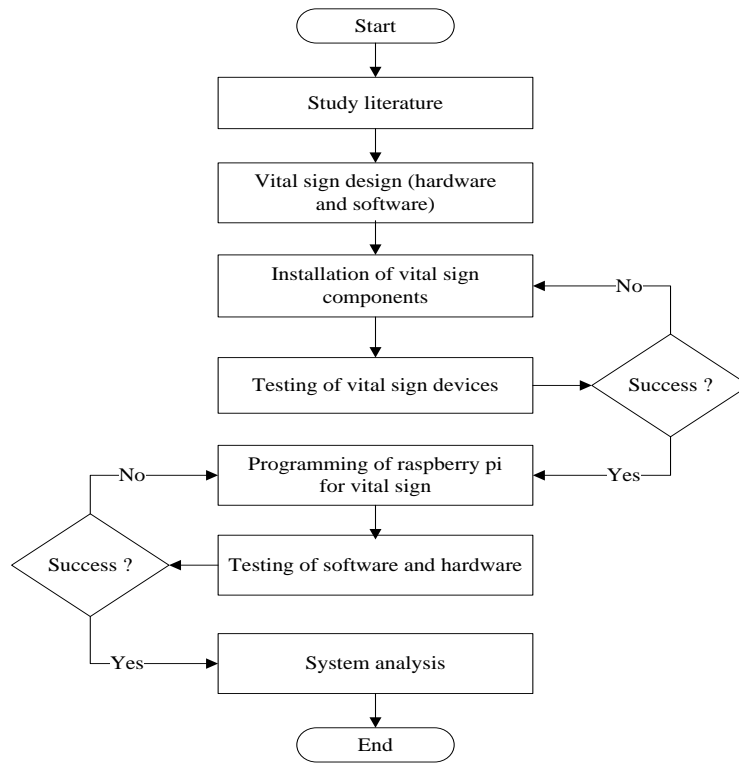 Start
Study literature
Vital sign design (hardware
and software)
Installation of vital sign
components
No
Testing of vital sign devices
Success ?
Programming of raspberry pi
for vital sign
Yes
No
Testing of software and hardware
Success ?
Yes
System analysis
End